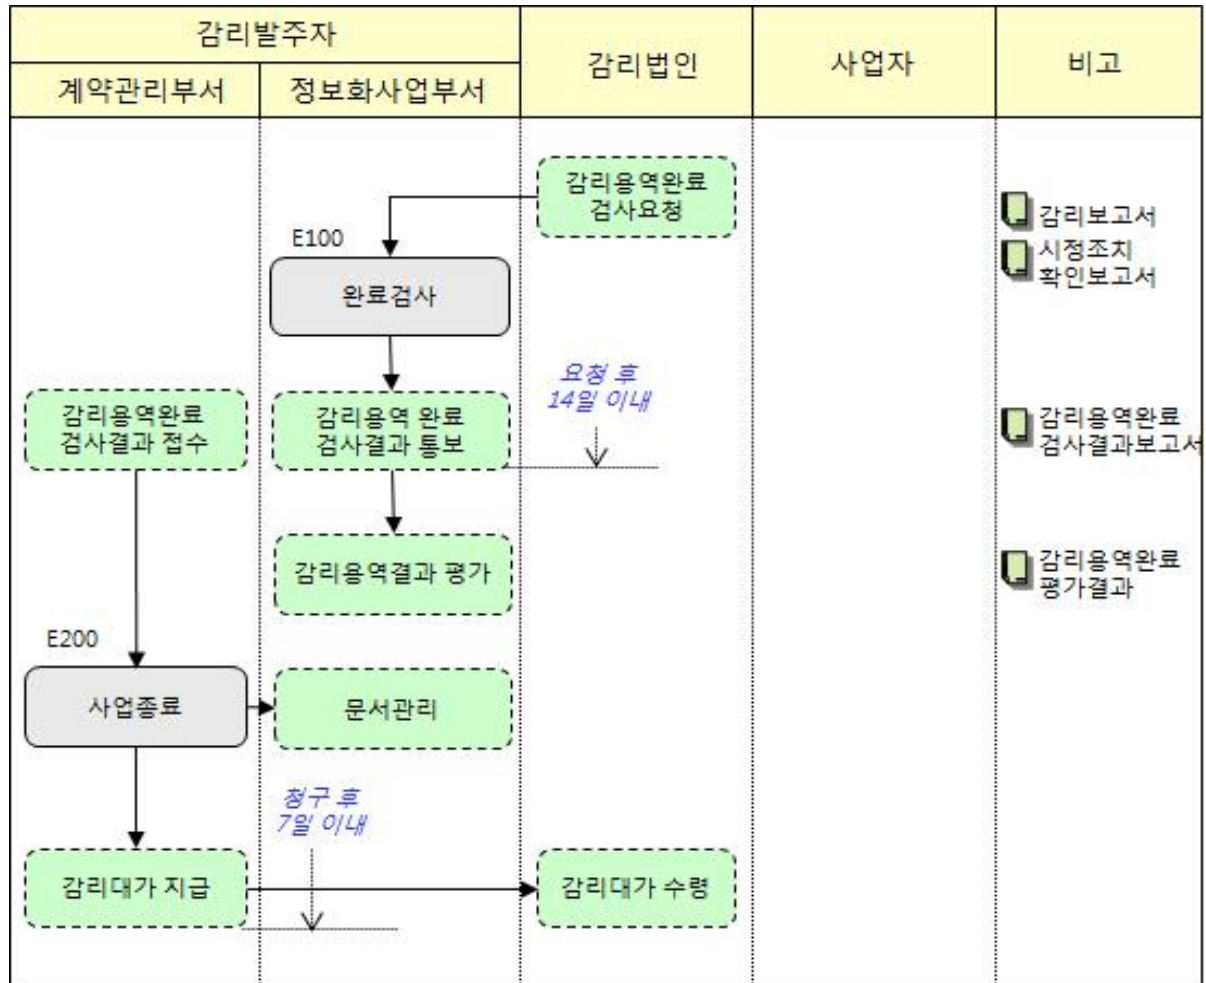 감리발주자
감리법인
사업자
비고
계약관리부서
정보화사업부서
감리용역완료
검사요청
감리보고서
시정조치
확인보고서
E100
완료검사
요청 후
14일 이내
감리용역완료
검사결과 접수
감리용역 완료
검사결과 통보
감리용역완료
검사결과보고서
감리용역결과 평가
감리용역완료
평가결과
E200
사업종료
문서관리
청구 후
7일 이내
감리대가 지급
감리대가 수령